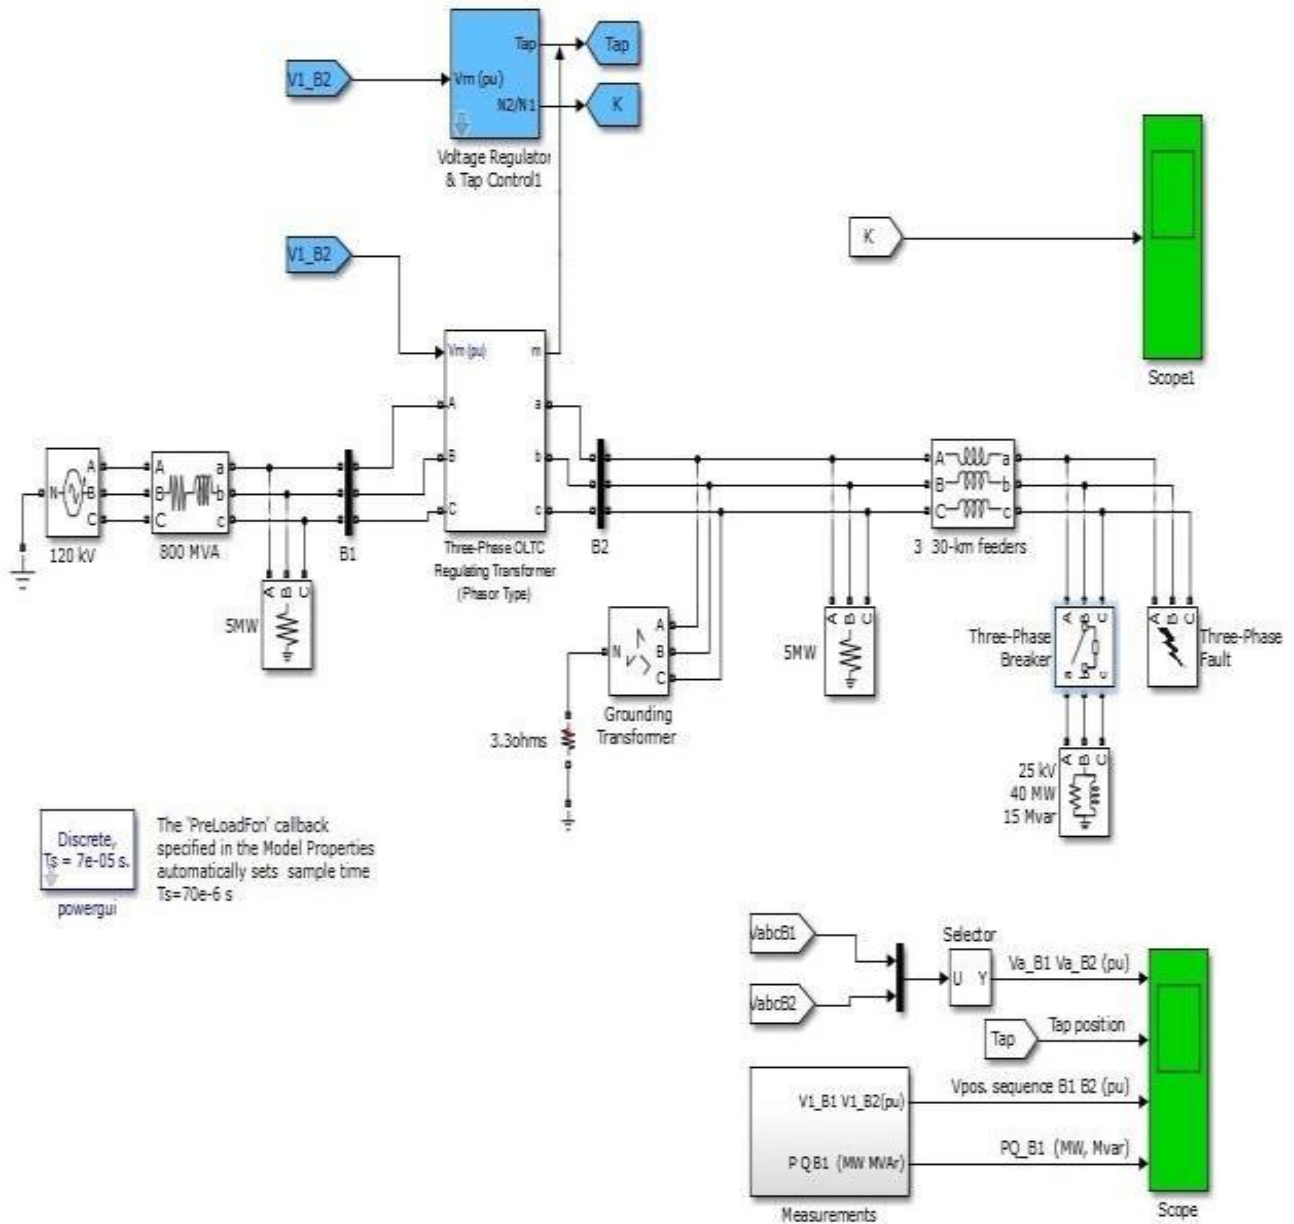 Tap
Tap
V1_B2
Vm (pu)
N2/N1
K
Voltage Regulator
& Tap Control1
K
V1_B2
Scope1
Vm (pu)
m
A
a
B
b
C
c
N
A
B
C
120 kV
A
B
C
a
b
c
800 MVA
B1
B2
Three-Phase OLTC
Regulating Transformer
(Phasor Type)
A
B
C
a
b
c
3 30-km feeders
A
B
C
5MW
N
A
B
C
Grounding
Transformer
3.3ohms
A
B
C
5MW
Three-Phase
Breaker
A
B
C
a
b
c
A
B
C
Three-Phase
Fault
A
B
C
25 kV
40 MW
15 Mvar
Discrete,
Ts = 7e-05 s.
powergui
The 'PreLoadFcn' callback
specified in the Model Properties
automatically sets sample time
Ts=70e-6 s
VabcB1
VabcB2
Selector
U
Y
Va_B1 Va_B2 (pu)
Tap
Tap position
V1_B1 V1_B2(pu)
Vpos. sequence B1 B2 (pu)
P Q B1 (MW MVAr)
PQ_B1 (MW, Mvar)
Measurements
Scope